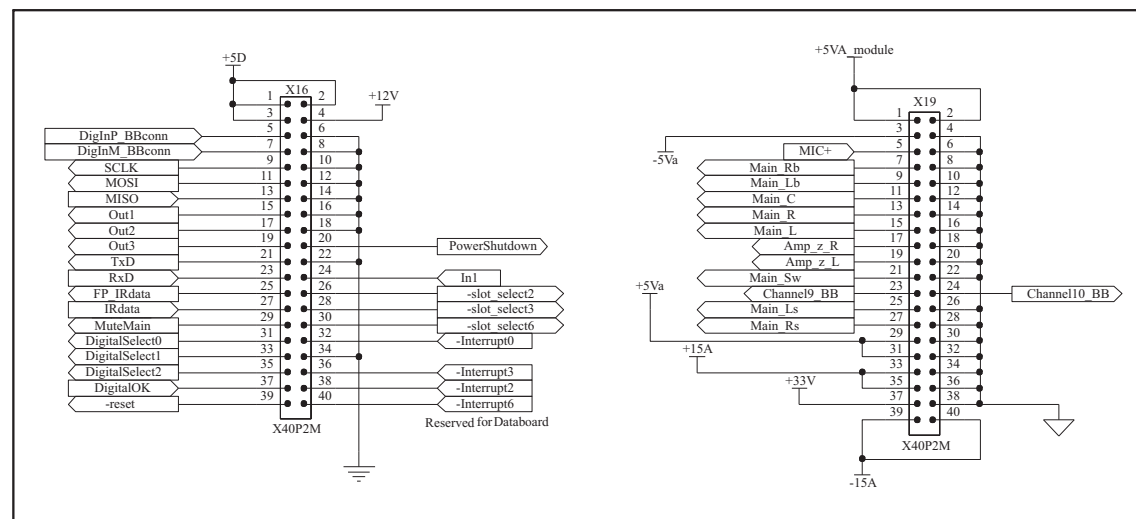 +5D
X16
+12V
1 2
3 4
DigInP_BBconn 5 6
DigInM_BBconn 7 8
SCLK 9 10
MOSI 11 12
MISO 13 14
Out1 15 16
Out2 17 18
Out3 19 20 PowerShutdown
TxD 21 22
RxD 23 24 In1
FP_IRdata 25 26 -slot_select2
IRdata 27 28 -slot_select3
MuteMain 29 30 -slot_select6
DigitalSelect0 31 32 -Interrupt0
DigitalSelect1 33 34
DigitalSelect2 35 36 -Interrupt3
DigitalOK 37 38 -Interrupt2
-reset 39 40 -Interrupt6
Reserved for Databoard
X40P2M
+5VA_module
X19
1 2
3 4
-5Va
MIC+ 5 6
Main_Rb 7 8
Main_Lb 9 10
Main_C 11 12
Main_R 13 14
Main_L 15 16
Amp_z_R 17 18
Amp_z_L 19 20
Main_Sw 21 22
+5Va
Channel9_BB 23 24 Channel10_BB
Main_Ls 25 26
Main_Rs 27 28
29 30
+15A
31 32
33 34
+33V
35 36
37 38
39 40
X40P2M
-15A